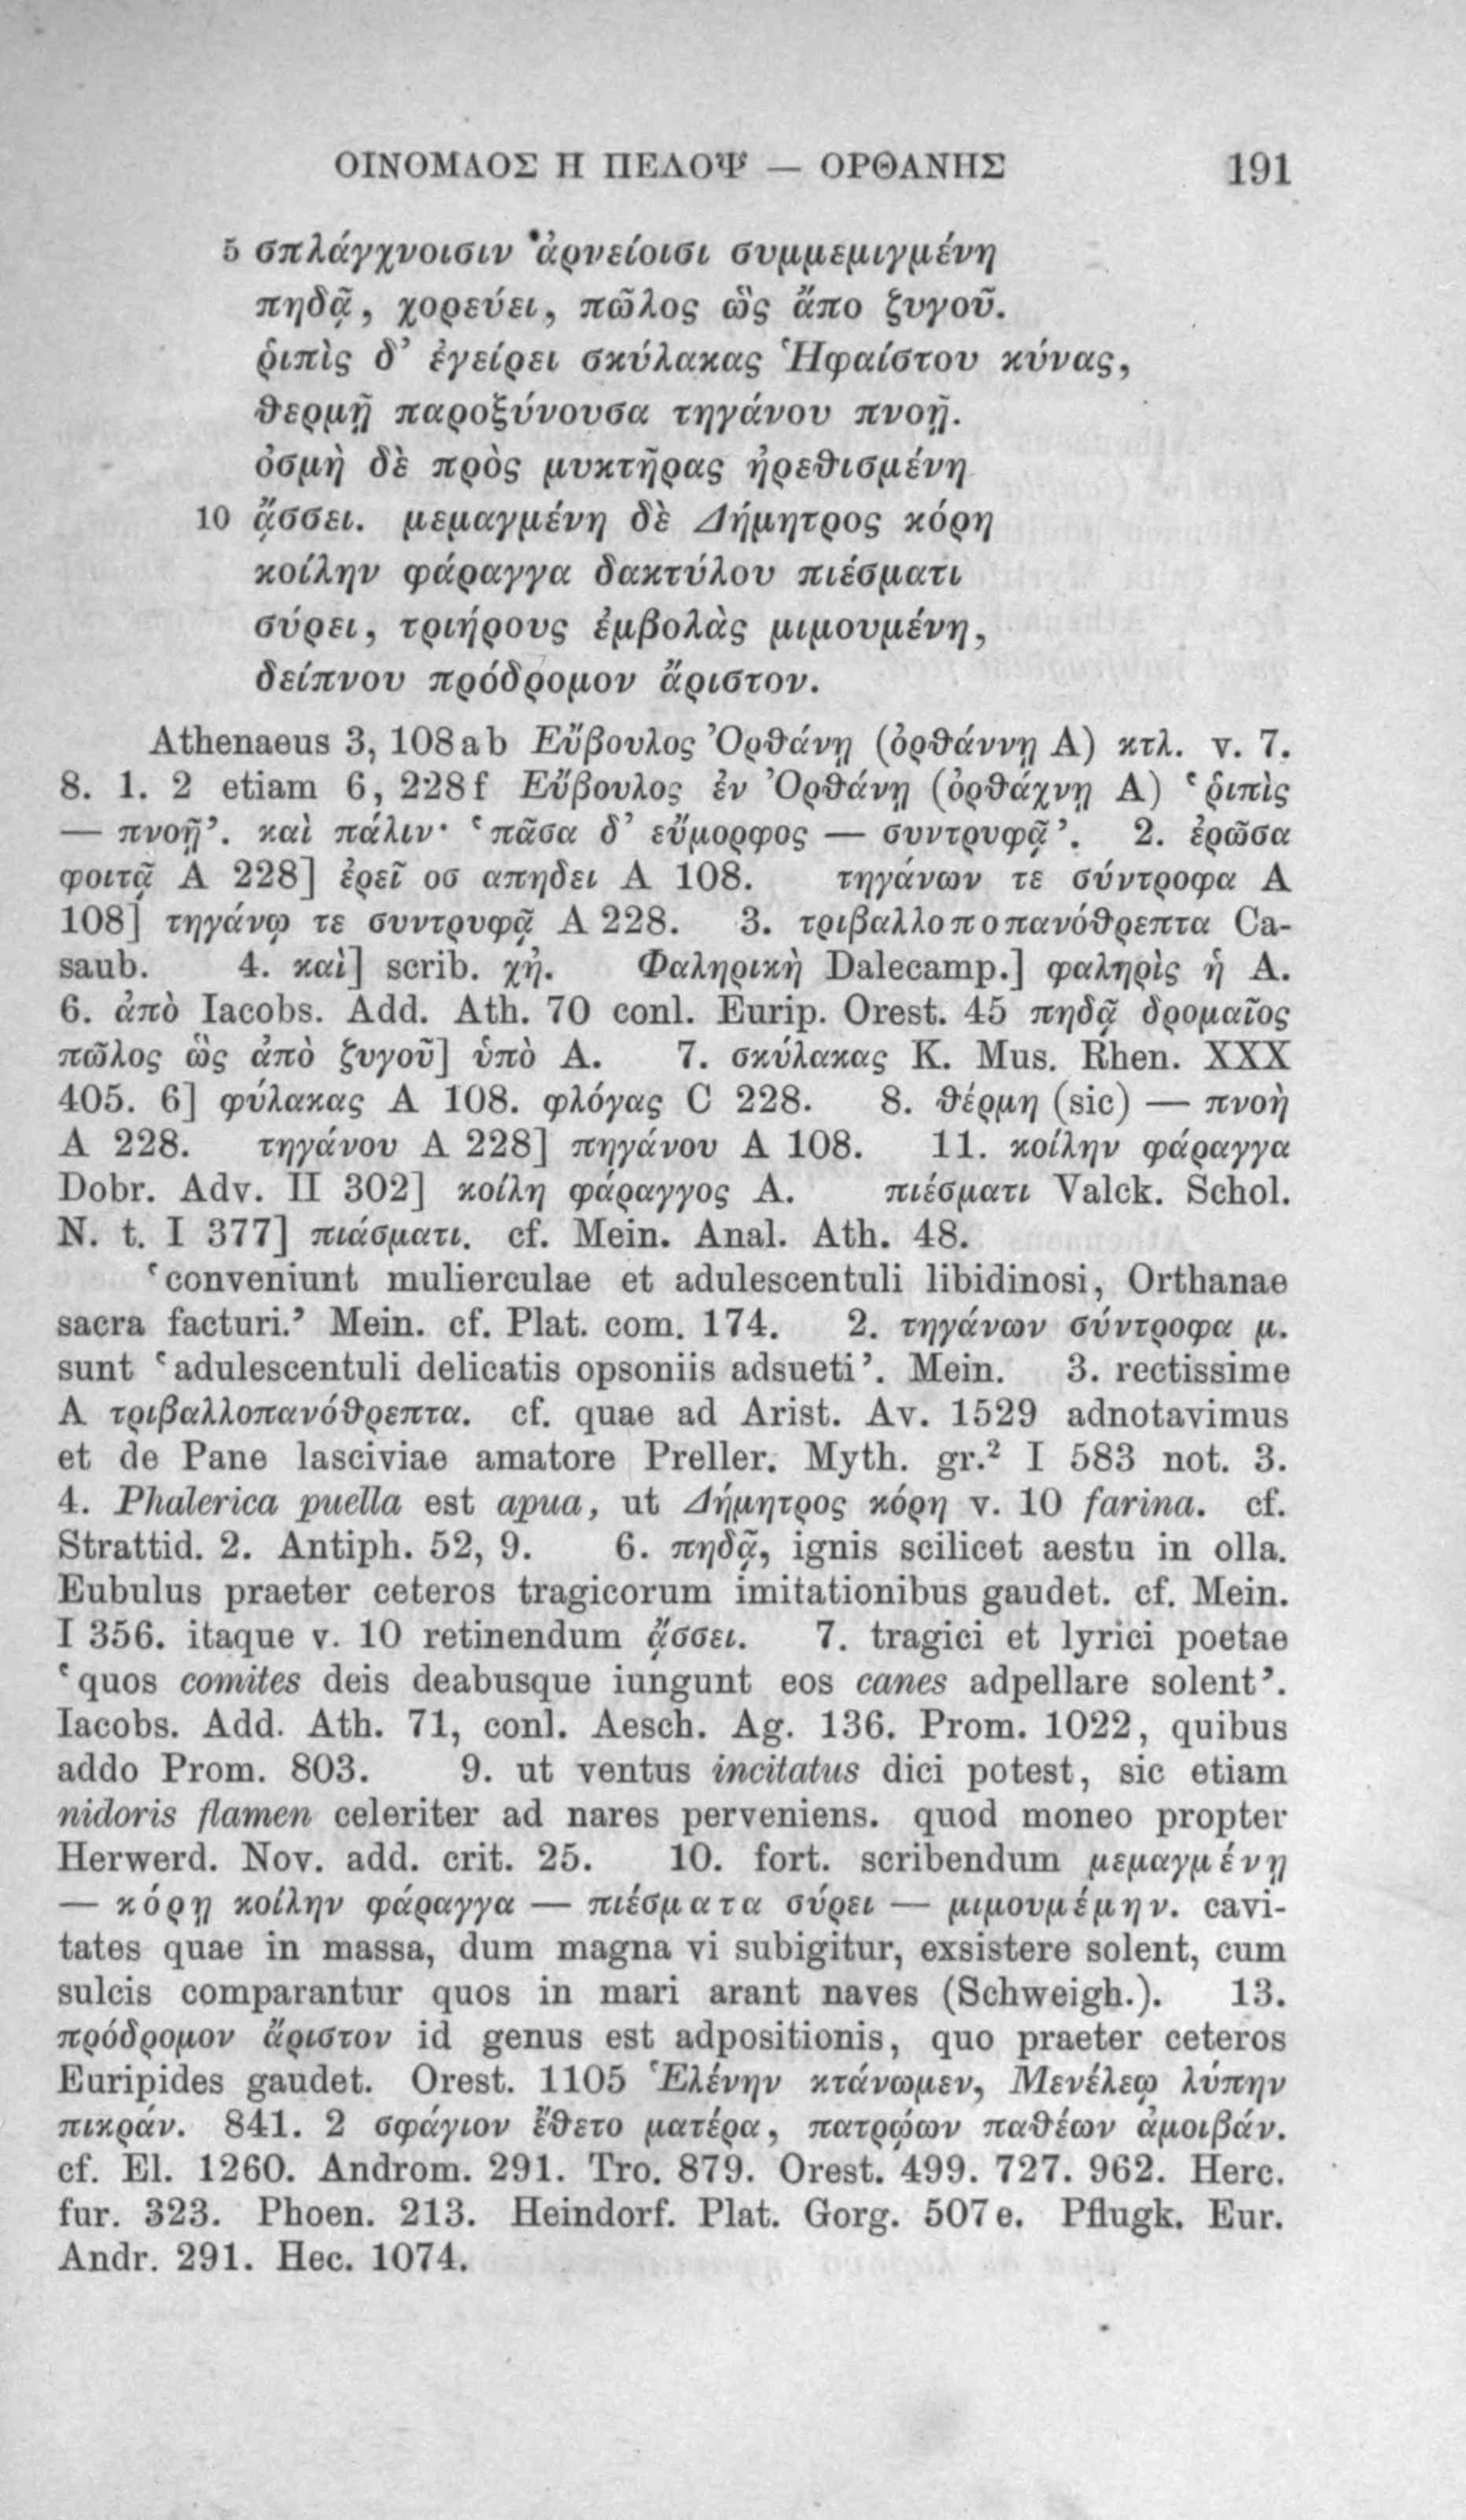 ΟΙΝΟΜΑΟΣ Η ΠΕΛΟΨ — ΟΡΘΑΝΗΣ 191
5 σπλάγχνοισιν ἀρνείοισι συμμεμιγμένη
πηδᾷ, χορεύει, πῶλος ὣς ἄπο ζυγοῦ.
ῥιπὶς δ' ἐγείρει σκύλακας Ἡφαίστου κύνας,
θερμῇ παροξύνουσα τηγάνου πνοῇ.
ὀσμὴ δὲ πρὸς μυκτῆρας ἠρεθισμένη
10 ᾄσσει. μεμαγμένη δὲ Δήμητρος κόρη
κοίλην φάραγγα δακτύλου πιέσματι
σύρει, τριήρους ἐμβολὰς μιμουμένη,
δείπνου πρόδρομον ἄριστον.
Athenaeus 3, 108ab Εὔβουλος Ὀρθάνῃ (ὀρθάννῃ A) κτλ. v. 7.
8. 1. 2 etiam 6, 228f Εὔβουλος ἐν Ὀρθάνῃ (ὀρθάχνῃ A) ‘ῥιπὶς
— πνοῇ’. καὶ πάλιν· ‘πᾶσα δ' εὔμορφος — συντρυφᾷ’. 2. ἐρῶσα
φοιτᾷ A 228] ἐρεῖ οσ απηδει A 108. τηγάνων τε σύντροφα A
108] τηγάνῳ τε συντρυφᾷ A 228. 3. τριβαλλοποπανόθρεπτα Ca-
saub. 4. καὶ] scrib. χἠ. Φαληρικὴ Dalecamp.] φαληρὶς ἡ A.
6. ἀπὸ Iacobs. Add. Ath. 70 conl. Eurip. Orest. 45 πηδᾷ δρομαῖος
πῶλος ὣς ἀπὸ ζυγοῦ] ὑπὸ A. 7. σκύλακας K. Mus. Rhen. XXX
405. 6] φύλακας A 108. φλόγας C 228. 8. θέρμη (sic) — πνοὴ
A 228. τηγάνου A 228] πηγάνου A 108. 11. κοίλην φάραγγα
Dobr. Adv. II 302] κοίλη φάραγγος A. πιέσματι Valck. Schol.
N. t. I 377] πιάσματι. cf. Mein. Anal. Ath. 48.
‘conveniunt mulierculae et adulescentuli libidinosi, Orthanae
sacra facturi.’ Mein. cf. Plat. com. 174. 2. τηγάνων σύντροφα μ.
sunt ‘adulescentuli delicatis opsoniis adsueti’. Mein. 3. rectissime
A τριβαλλοπανόθρεπτα. cf. quae ad Arist. Av. 1529 adnotavimus
et de Pane lasciviae amatore Preller. Myth. gr.² I 583 not. 3.
4. Phalerica puella est apua, ut Δήμητρος κόρη v. 10 farina. cf.
Strattid. 2. Antiph. 52, 9. 6. πηδᾷ, ignis scilicet aestu in olla.
Eubulus praeter ceteros tragicorum imitationibus gaudet. cf. Mein.
I 356. itaque v. 10 retinendum ᾄσσει. 7. tragici et lyrici poetae
‘quos comites deis deabusque iungunt eos canes adpellare solent’.
Iacobs. Add. Ath. 71, conl. Aesch. Ag. 136. Prom. 1022, quibus
addo Prom. 803. 9. ut ventus incitatus dici potest, sic etiam
nidoris flamen celeriter ad nares perveniens. quod moneo propter
Herwerd. Nov. add. crit. 25. 10. fort. scribendum μεμαγμένῃ
— κόρῃ κοίλην φάραγγα — πιέσματα σύρει — μιμουμέμην. cavi-
tates quae in massa, dum magna vi subigitur, exsistere solent, cum
sulcis comparantur quos in mari arant naves (Schweigh.). 13.
πρόδρομον ἄριστον id genus est adpositionis, quo praeter ceteros
Euripides gaudet. Orest. 1105 Ἑλένην κτάνωμεν, Μενέλεῳ λύπην
πικράν. 841. 2 σφάγιον ἔθετο ματέρα, πατρῴων παθέων ἀμοιβάν.
cf. El. 1260. Androm. 291. Tro. 879. Orest. 499. 727. 962. Herc.
fur. 323. Phoen. 213. Heindorf. Plat. Gorg. 507e. Pflugk. Eur.
Andr. 291. Hec. 1074.